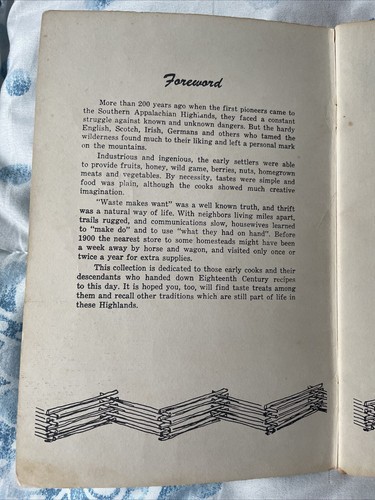 Foreword
More than 200 years ago when the first pioneers came to
the Southern Appalachian Highlands, they faced a constant
struggle against known and unknown dangers. But the hardy
English, Scotch, Irish, Germans and others who tamed the
wilderness found much to their liking and left a personal mark
on the mountains.
Industrious and ingenious, the early settlers were able
to provide fruits, honey, wild game, berries, nuts, homegrown
meats and vegetables. By necessity, tastes were simple and
food was plain, although the cooks showed much creative
imagination.
"Waste makes want" was a well known truth, and thrift
was a natural way of life. With neighbors living miles apart,
trails rugged, and communications slow, housewives learned
to "make do" and to use "what they had on hand". Before
1900 the nearest store to some homesteads might have been
a week away by horse and wagon, and visited only once or
twice a year for extra supplies.
This collection is dedicated to those early cooks and their
descendants who handed down Eighteenth Century recipes
to this day. It is hoped you, too, will find taste treats among
them and recall other traditions which are still part of life in
these Highlands.